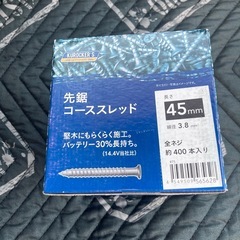 先鋸
コーススレッド
堅木にもらくらく施工。
バッテリー30%長持ち。
(14.4V当社比)
長さ
45mm
線径 3.8
全ネジ
約400本入り